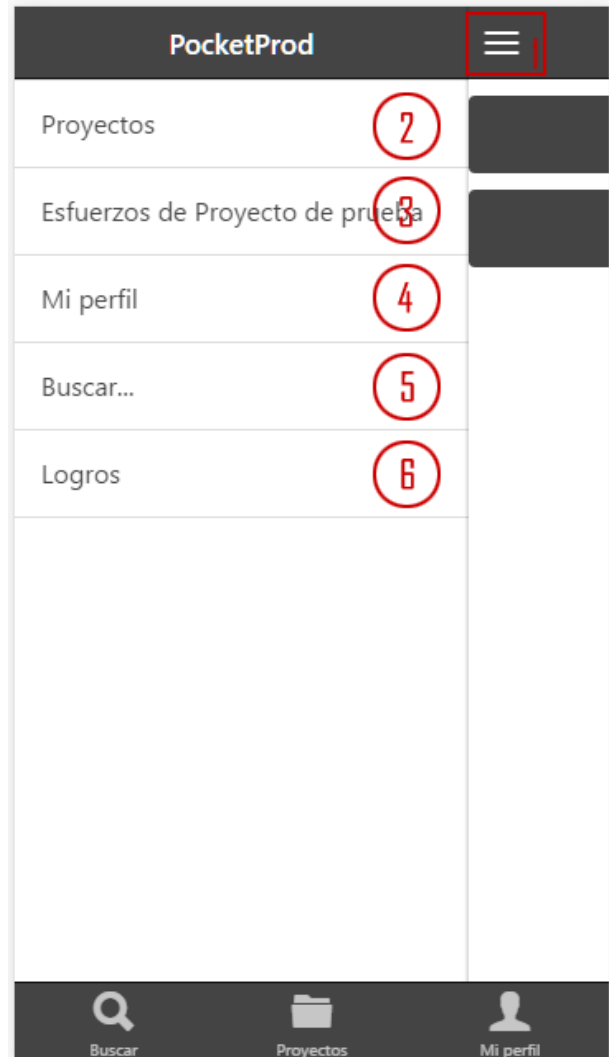 PocketProd
1
Proyectos
2
Esfuerzos de Proyecto de prueba
3
Mi perfil
4
Buscar...
5
Logros
6
Buscar
Proyectos
Mi perfil